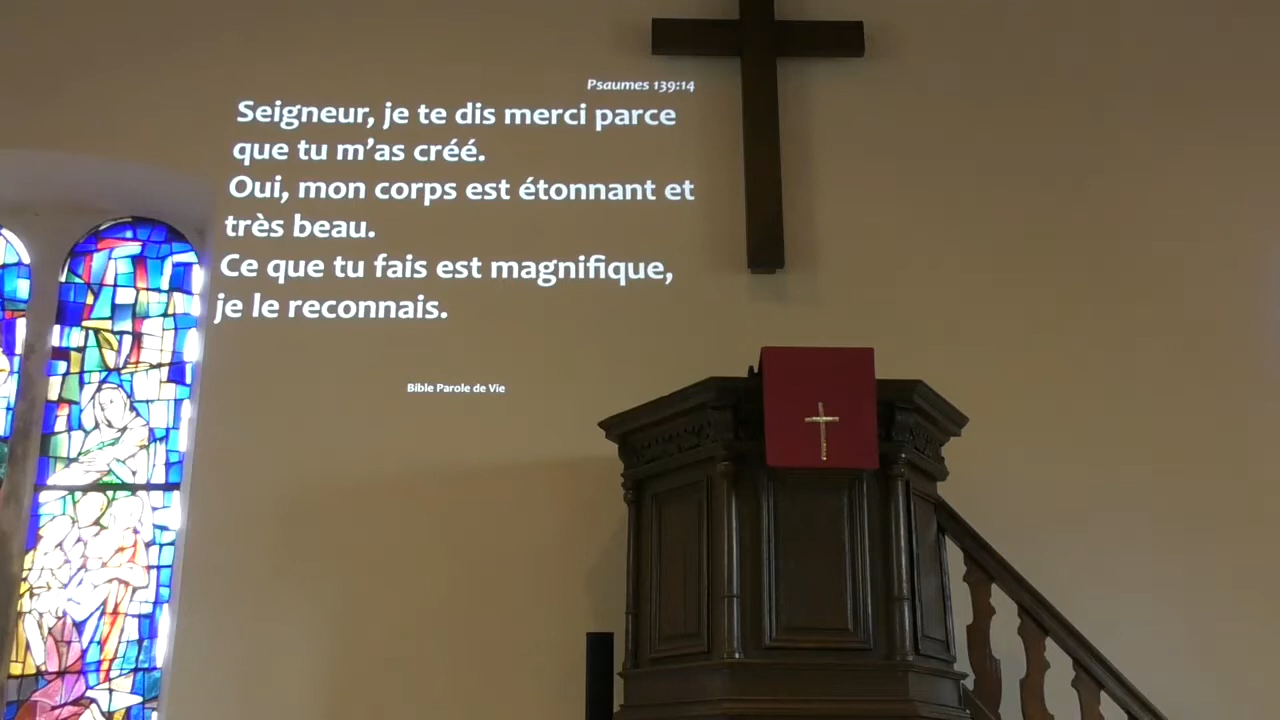 Psaumes 139:14
Seigneur, je te dis merci parce
que tu m’as créé.
Oui, mon corps est étonnant et
très beau.
Ce que tu fais est magnifique,
je le reconnais.
Bible Parole de Vie